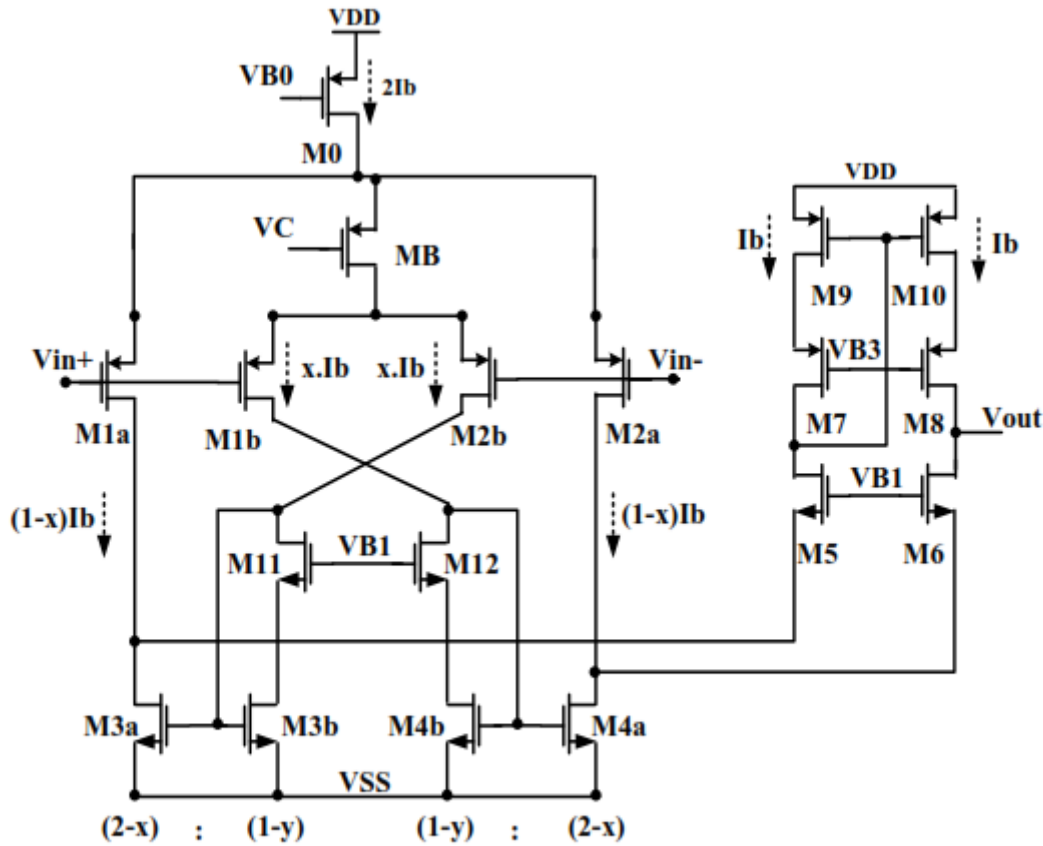 VDD
VB0
2Ib
M0
VDD
VC
MB
Ib
Ib
M9
M10
Vin+
x.Ib
x.Ib
Vin-
VB3
M1a
M1b
M2b
M2a
M7
M8
Vout
(1-x)Ib
(1-x)Ib
VB1
M11
VB1
M12
M5
M6
M3a
M3b
M4b
M4a
VSS
(2-x) : (1-y) (1-y) : (2-x)